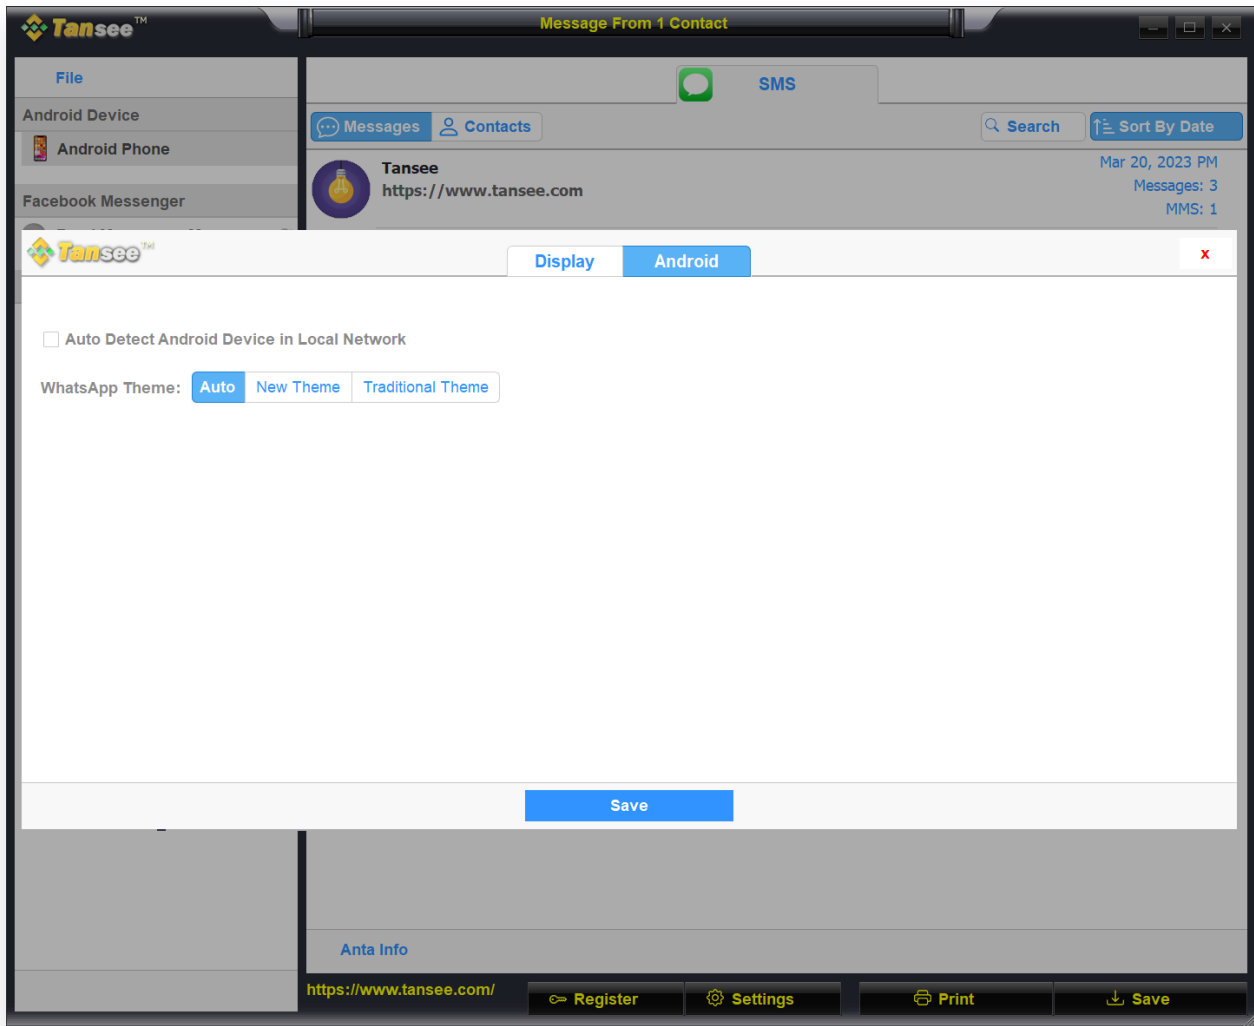 Tansee™
Message From 1 Contact
File
SMS
Android Device
Messages
Contacts
Search
Sort By Date
Android Phone
Tansee
https://www.tansee.com
Mar 20, 2023 PM
Messages: 3
MMS: 1
Facebook Messenger
Tansee™
Display
Android
x
Auto Detect Android Device in Local Network
WhatsApp Theme:
Auto
New Theme
Traditional Theme
Save
Anta Info
https://www.tansee.com/
Register
Settings
Print
Save